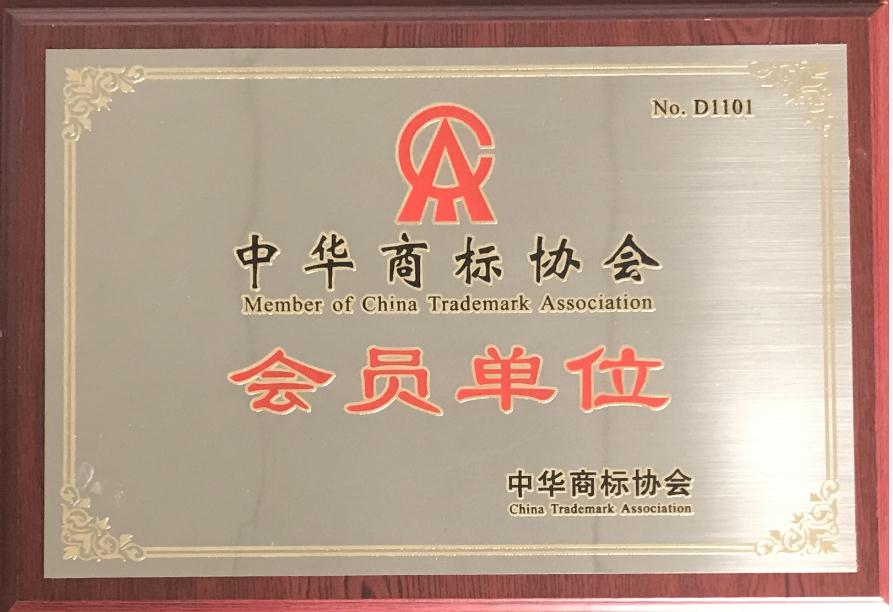 No. D1101
中华商标协会
Member of China Trademark Association
会员单位
中华商标协会
China Trademark Association